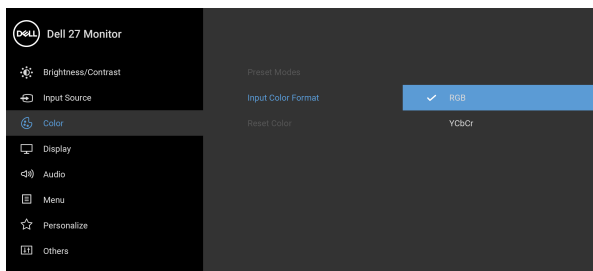 DELL Dell 27 Monitor
Brightness/Contrast Preset Modes
Input Source Input Color Format RGB
Color Reset Color YCbCr
Display
Audio
Menu
Personalize
Others